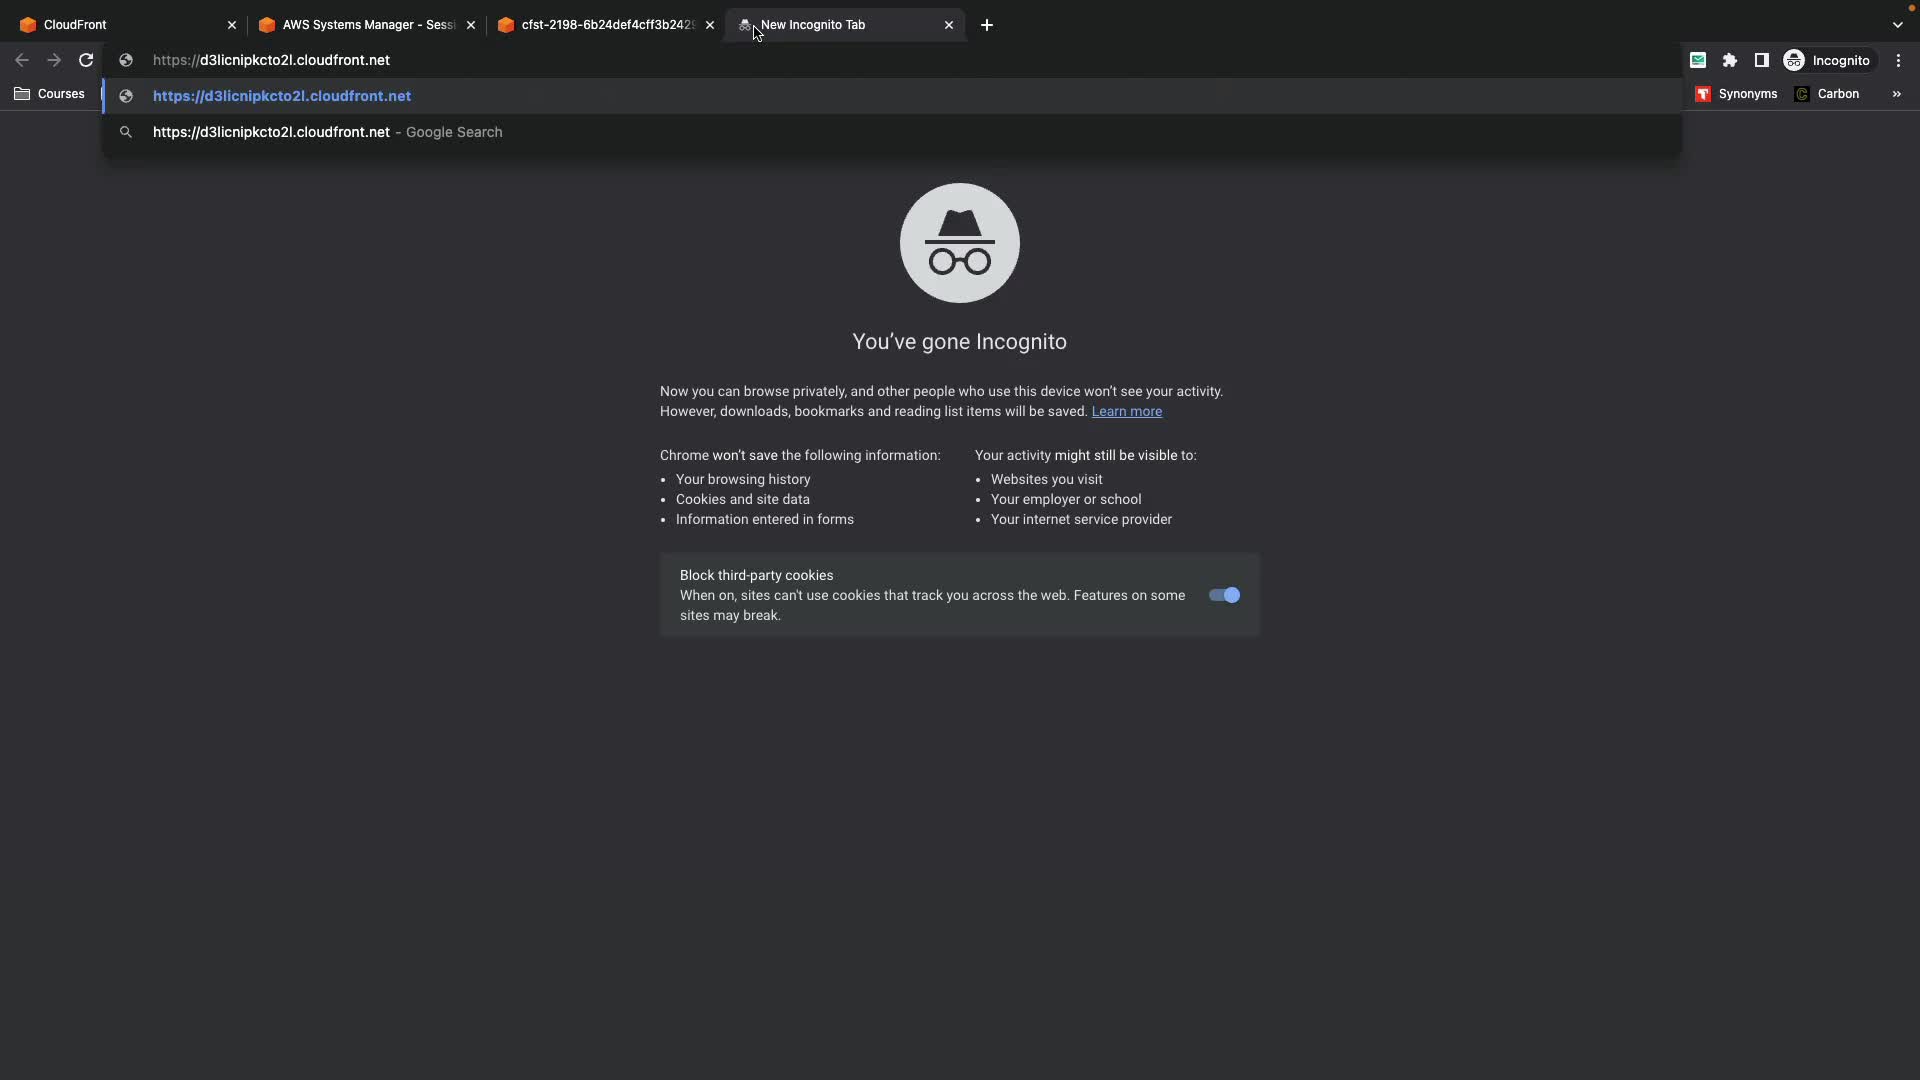 CloudFront
AWS Systems Manager - Sessi
cfst-2198-6b24def4cff3b2429
New Incognito Tab
https://d3licnipkcto2l.cloudfront.net
Incognito
https://d3licnipkcto2l.cloudfront.net
https://d3licnipkcto2l.cloudfront.net - Google Search
Courses
Synonyms
Carbon
You've gone Incognito
Now you can browse privately, and other people who use this device won't see your activity.
However, downloads, bookmarks and reading list items will be saved. Learn more
Chrome won't save the following information:
Your browsing history
Cookies and site data
Information entered in forms
Your activity might still be visible to:
Websites you visit
Your employer or school
Your internet service provider
Block third-party cookies
When on, sites can't use cookies that track you across the web. Features on some
sites may break.